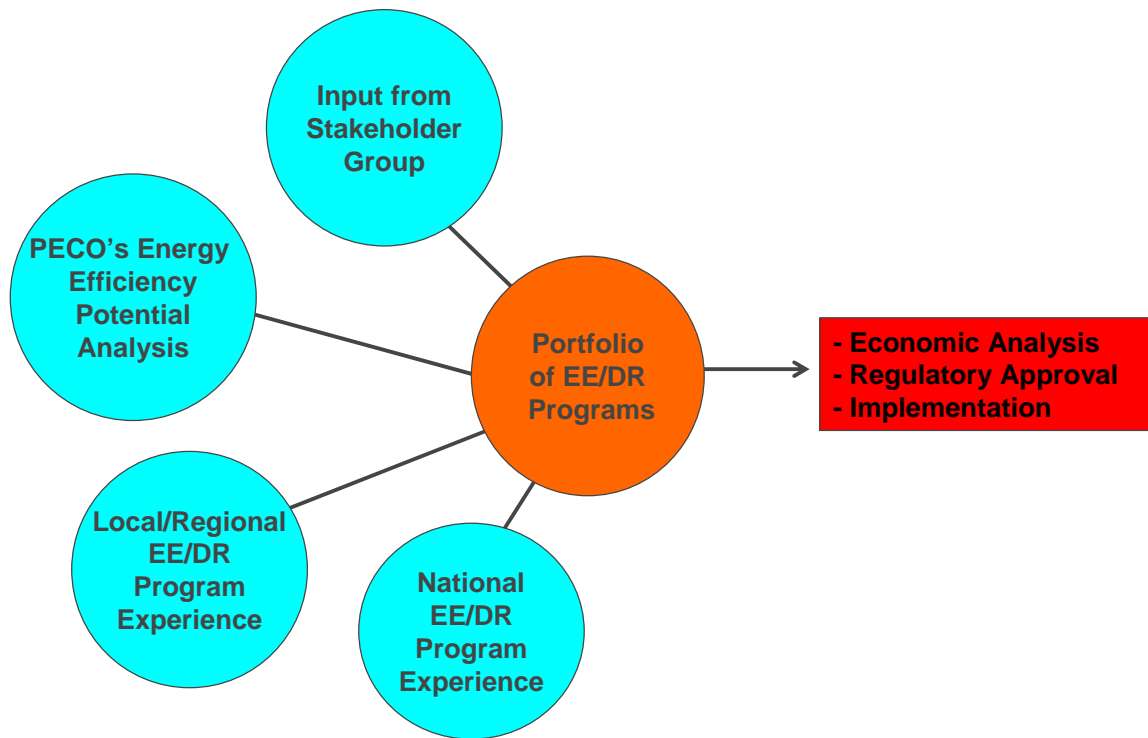 Input from
Stakeholder
Group
PECO’s Energy
Efficiency
Potential
Analysis
Portfolio
of EE/DR
Programs
- Economic Analysis
- Regulatory Approval
- Implementation
Local/Regional
EE/DR
Program
Experience
National
EE/DR
Program
Experience